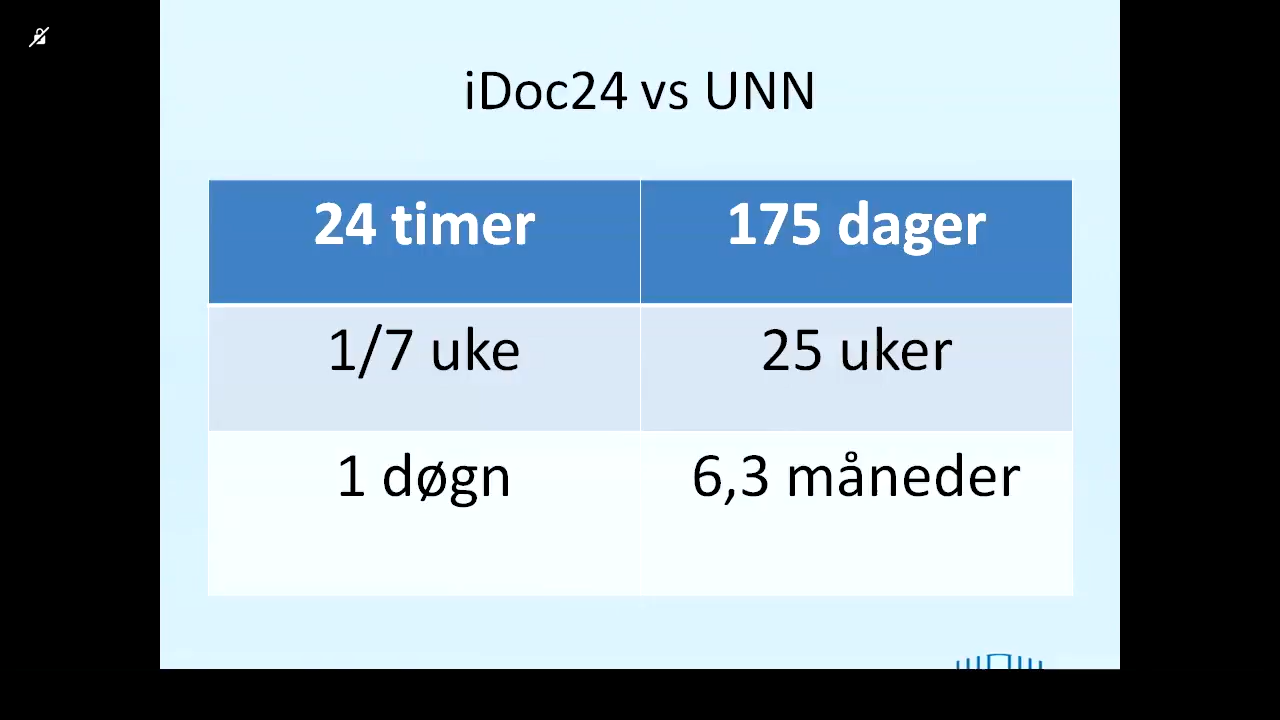 iDoc24 vs UNN
24 timer
175 dager
1/7 uke
25 uker
1 døgn
6,3 måneder